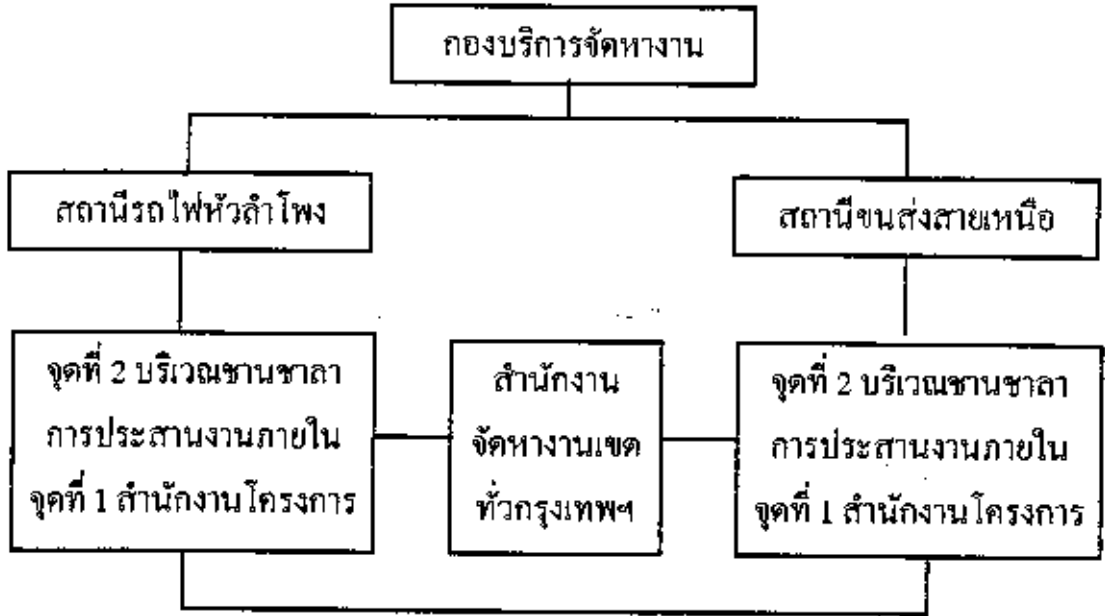 กองบริการจัดหางาน
สถานีรถไฟหัวลำโพง
สถานีขนส่งสายเหนือ
จุดที่ 2 บริเวณชานชาลา
การประสานงานภายใน
จุดที่ 1 สำนักงานโครงการ
สำนักงาน
จัดหางานเขต
ทั่วกรุงเทพฯ
จุดที่ 2 บริเวณชานชาลา
การประสานงานภายใน
จุดที่ 1 สำนักงานโครงการ